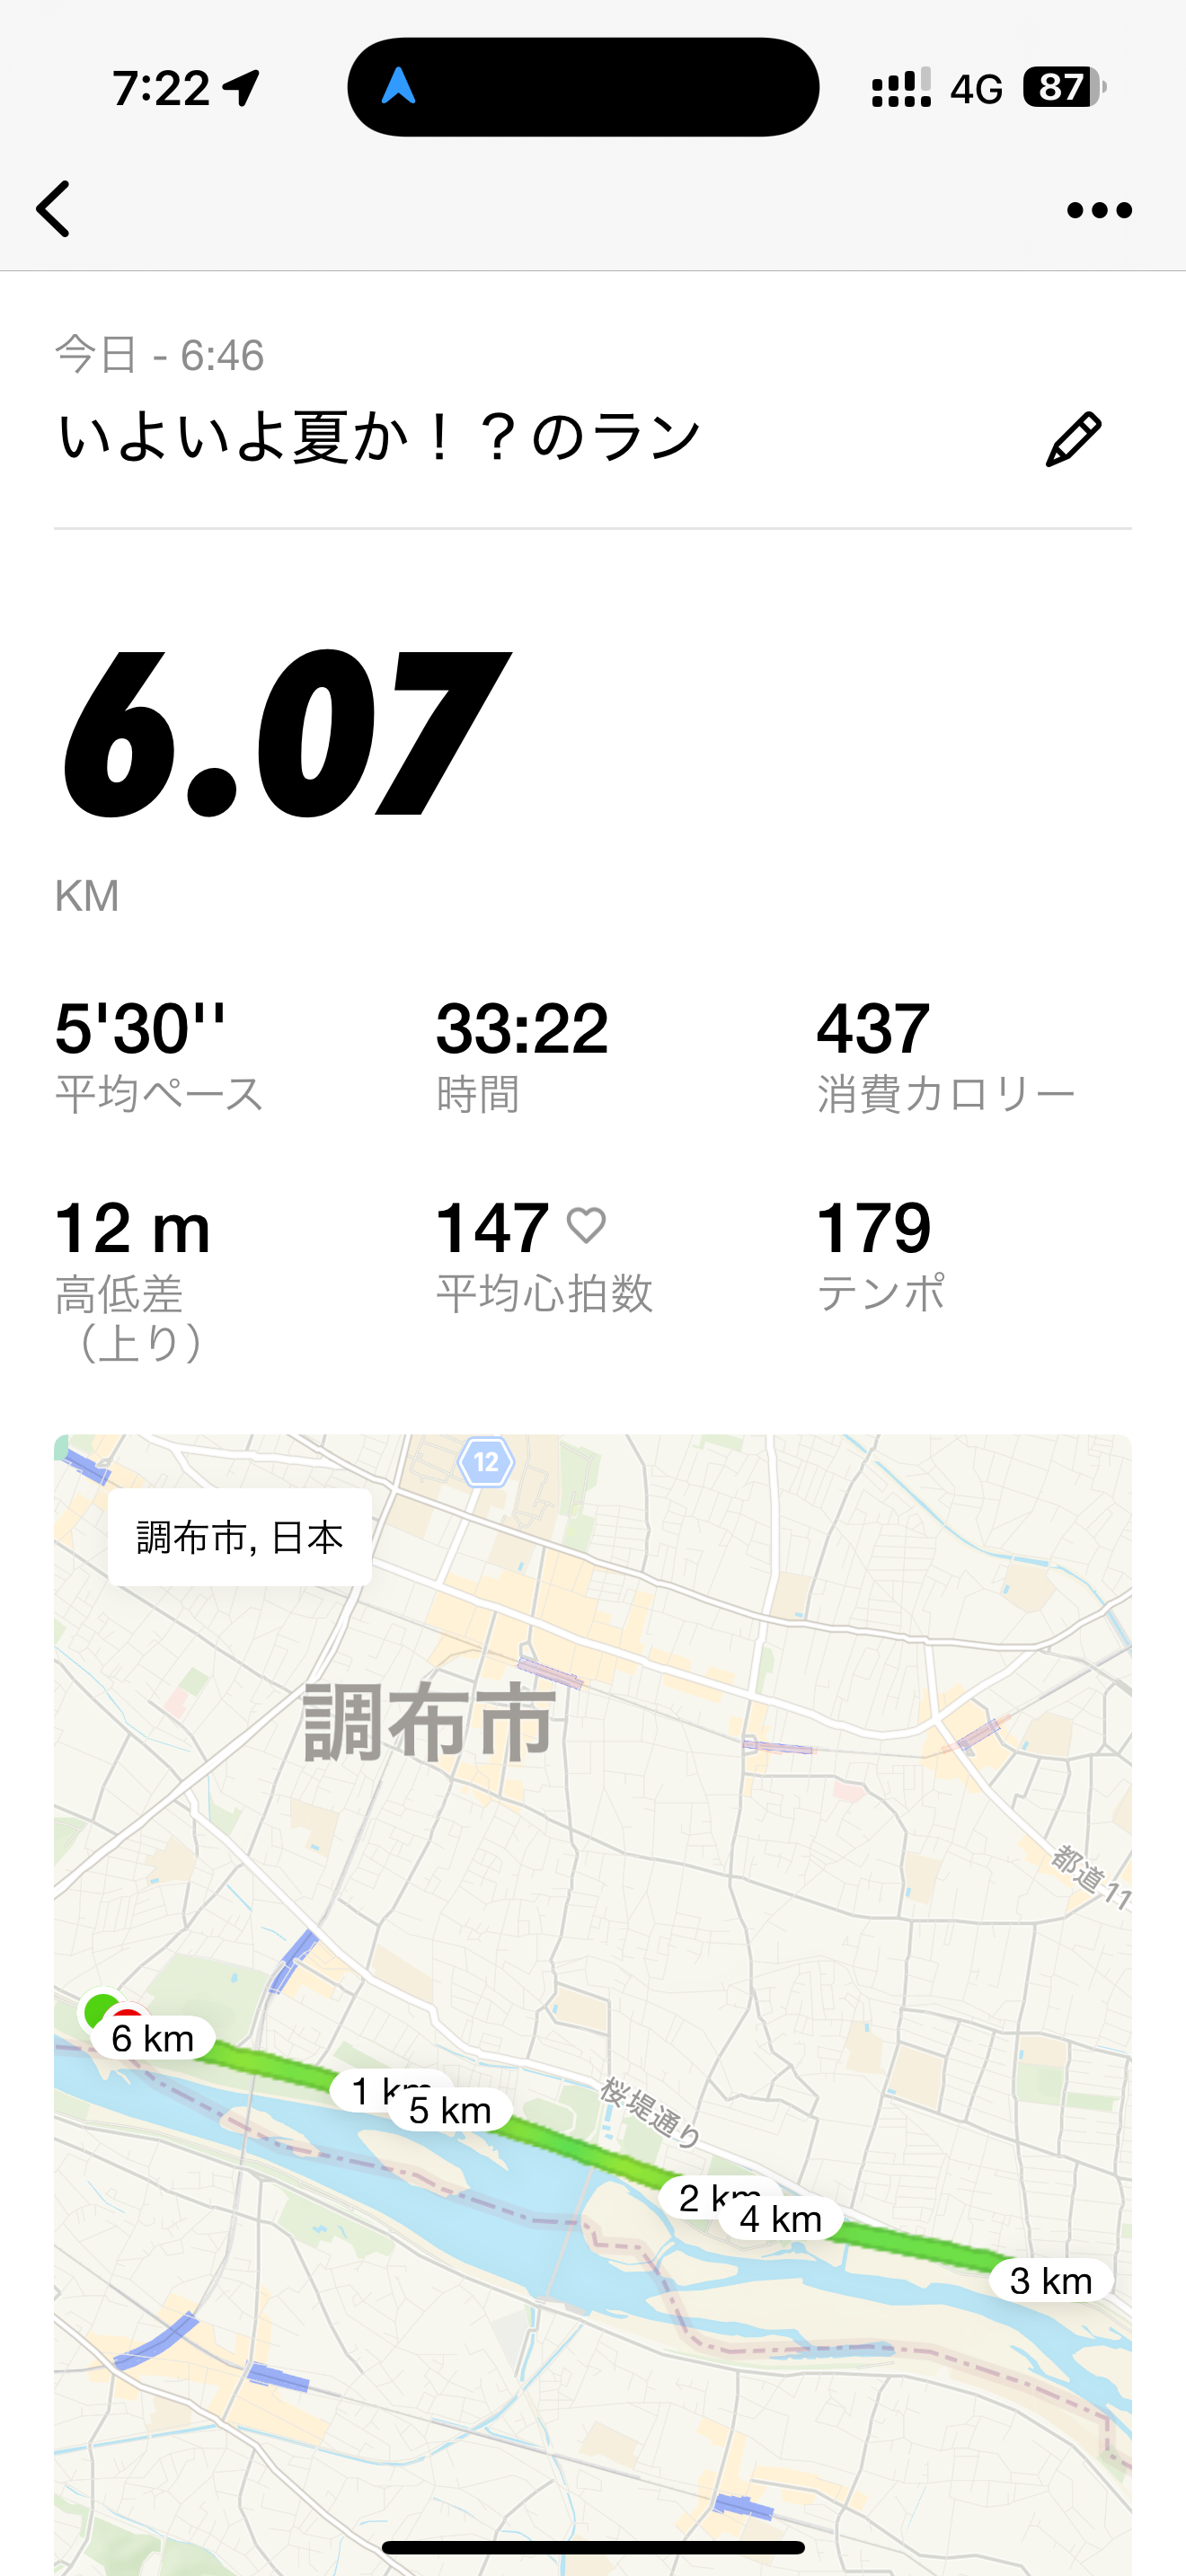 7:22
4G
87
今日 - 6:46
いよいよ夏か！？のラン
6.07
KM
5'30''
33:22
437
平均ペース
時間
消費カロリー
12 m
147
179
高低差
（上り）
平均心拍数
テンポ
12
調布市, 日本
調布市
都道 11
6 km
1 km
5 km
桜堤通り
2 km
4 km
3 km